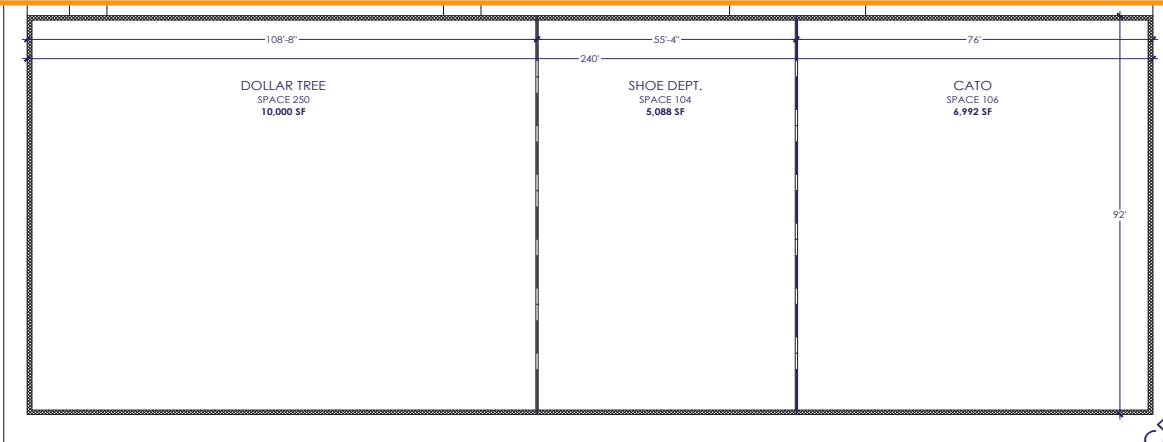 108'-8"
55'-4"
76'
240'
DOLLAR TREE
SPACE 250
10,000 SF
SHOE DEPT.
SPACE 104
5,088 SF
CATO
SPACE 106
6,992 SF
92'